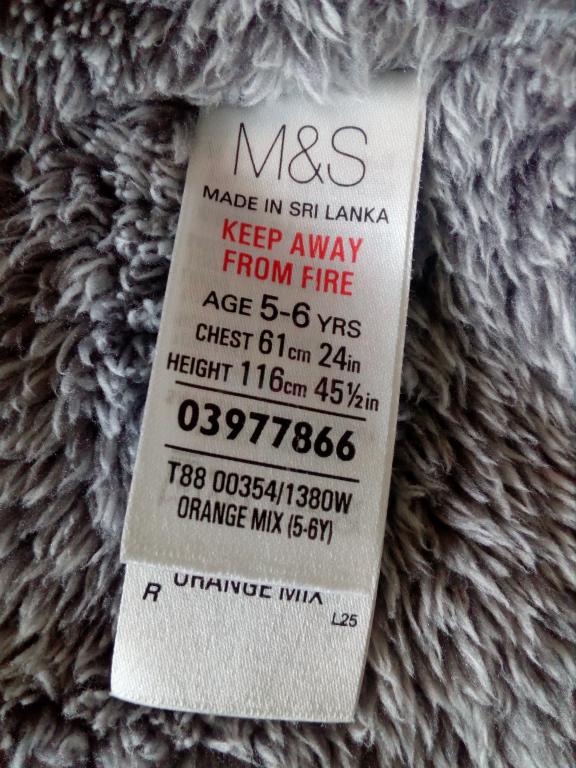 M&S
MADE IN SRI LANKA
KEEP AWAY
FROM FIRE
AGE 5-6 YRS
CHEST 61cm 24in
HEIGHT 116cm 45½in
03977866
T88 00354/1380W
ORANGE MIX (5-6Y)
ORANGE MIX
R
L25